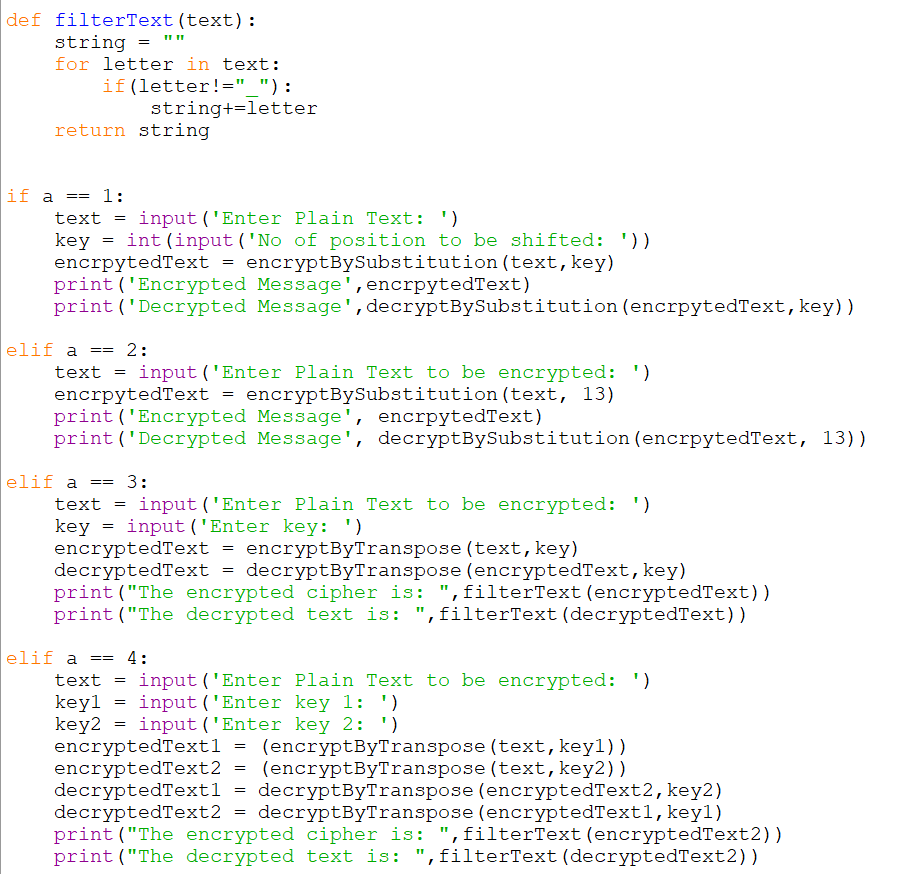 def filterText(text):
    string = ""
    for letter in text:
        if(letter!="_"):
            string+=letter
    return string
if a == 1:
    text = input('Enter Plain Text: ')
    key = int(input('No of position to be shifted: '))
    encrpytedText = encryptBySubstitution(text,key)
    print('Encrypted Message',encrpytedText)
    print('Decrypted Message',decryptBySubstitution(encrpytedText,key))
elif a == 2:
    text = input('Enter Plain Text to be encrypted: ')
    encrpytedText = encryptBySubstitution(text, 13)
    print('Encrypted Message', encrpytedText)
    print('Decrypted Message', decryptBySubstitution(encrpytedText, 13))
elif a == 3:
    text = input('Enter Plain Text to be encrypted: ')
    key = input('Enter key: ')
    encryptedText = encryptByTranspose(text,key)
    decryptedText = decryptByTranspose(encryptedText,key)
    print("The encrypted cipher is: ",filterText(encryptedText))
    print("The decrypted text is: ",filterText(decryptedText))
elif a == 4:
    text = input('Enter Plain Text to be encrypted: ')
    key1 = input('Enter key 1: ')
    key2 = input('Enter key 2: ')
    encryptedText1 = (encryptByTranspose(text,key1))
    encryptedText2 = (encryptByTranspose(text,key2))
    decryptedText1 = decryptByTranspose(encryptedText2,key2)
    decryptedText2 = decryptByTranspose(encryptedText1,key1)
    print("The encrypted cipher is: ",filterText(encryptedText2))
    print("The decrypted text is: ",filterText(decryptedText2))